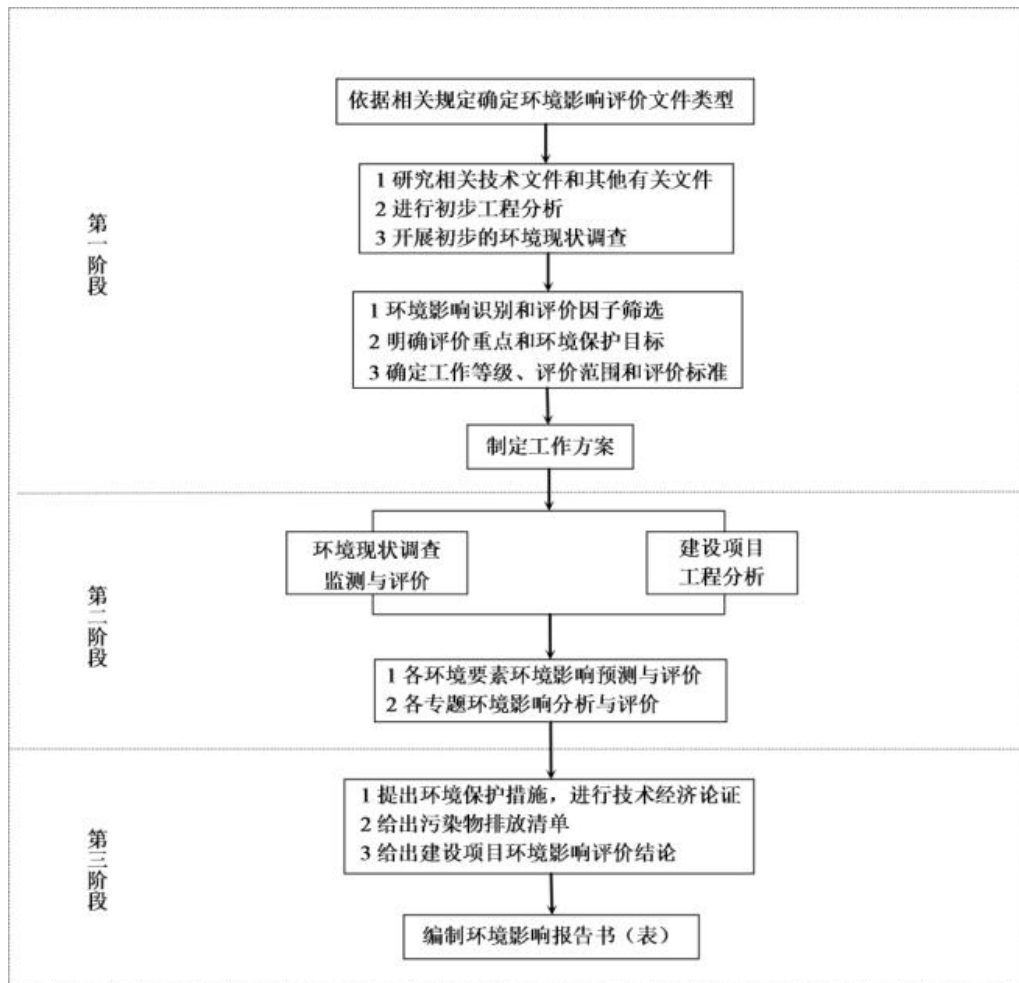 依据相关规定确定环境影响评价文件类型
1 研究相关技术文件和其他有关文件
2 进行初步工程分析
3 开展初步的环境现状调查
第一阶段
1 环境影响识别和评价因子筛选
2 明确评价重点和环境保护目标
3 确定工作等级、评价范围和评价标准
制定工作方案
环境现状调查
监测与评价
建设项目
工程分析
第二阶段
1 各环境要素环境影响预测与评价
2 各专题环境影响分析与评价
1 提出环境保护措施，进行技术经济论证
2 给出污染物排放清单
3 给出建设项目环境影响评价结论
第三阶段
编制环境影响报告书（表）